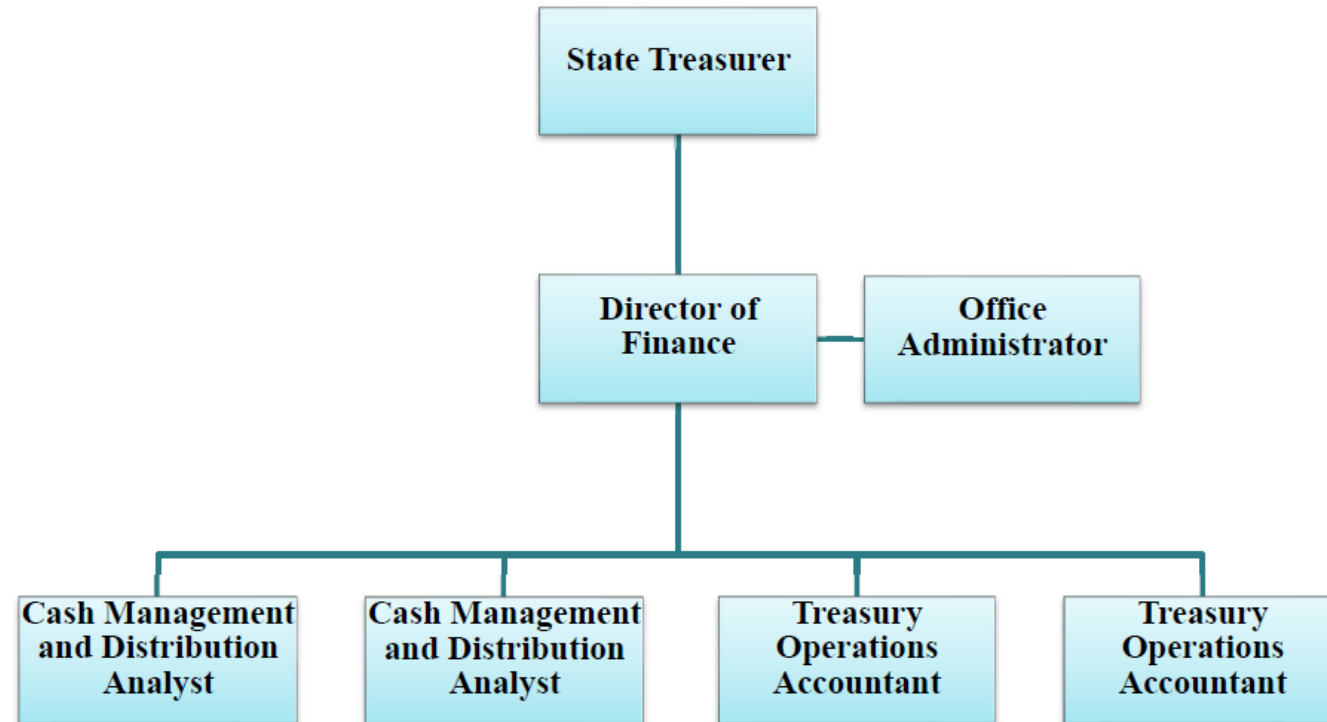 State Treasurer
Director of
Finance
Office
Administrator
Cash Management
and Distribution
Analyst
Cash Management
and Distribution
Analyst
Treasury
Operations
Accountant
Treasury
Operations
Accountant